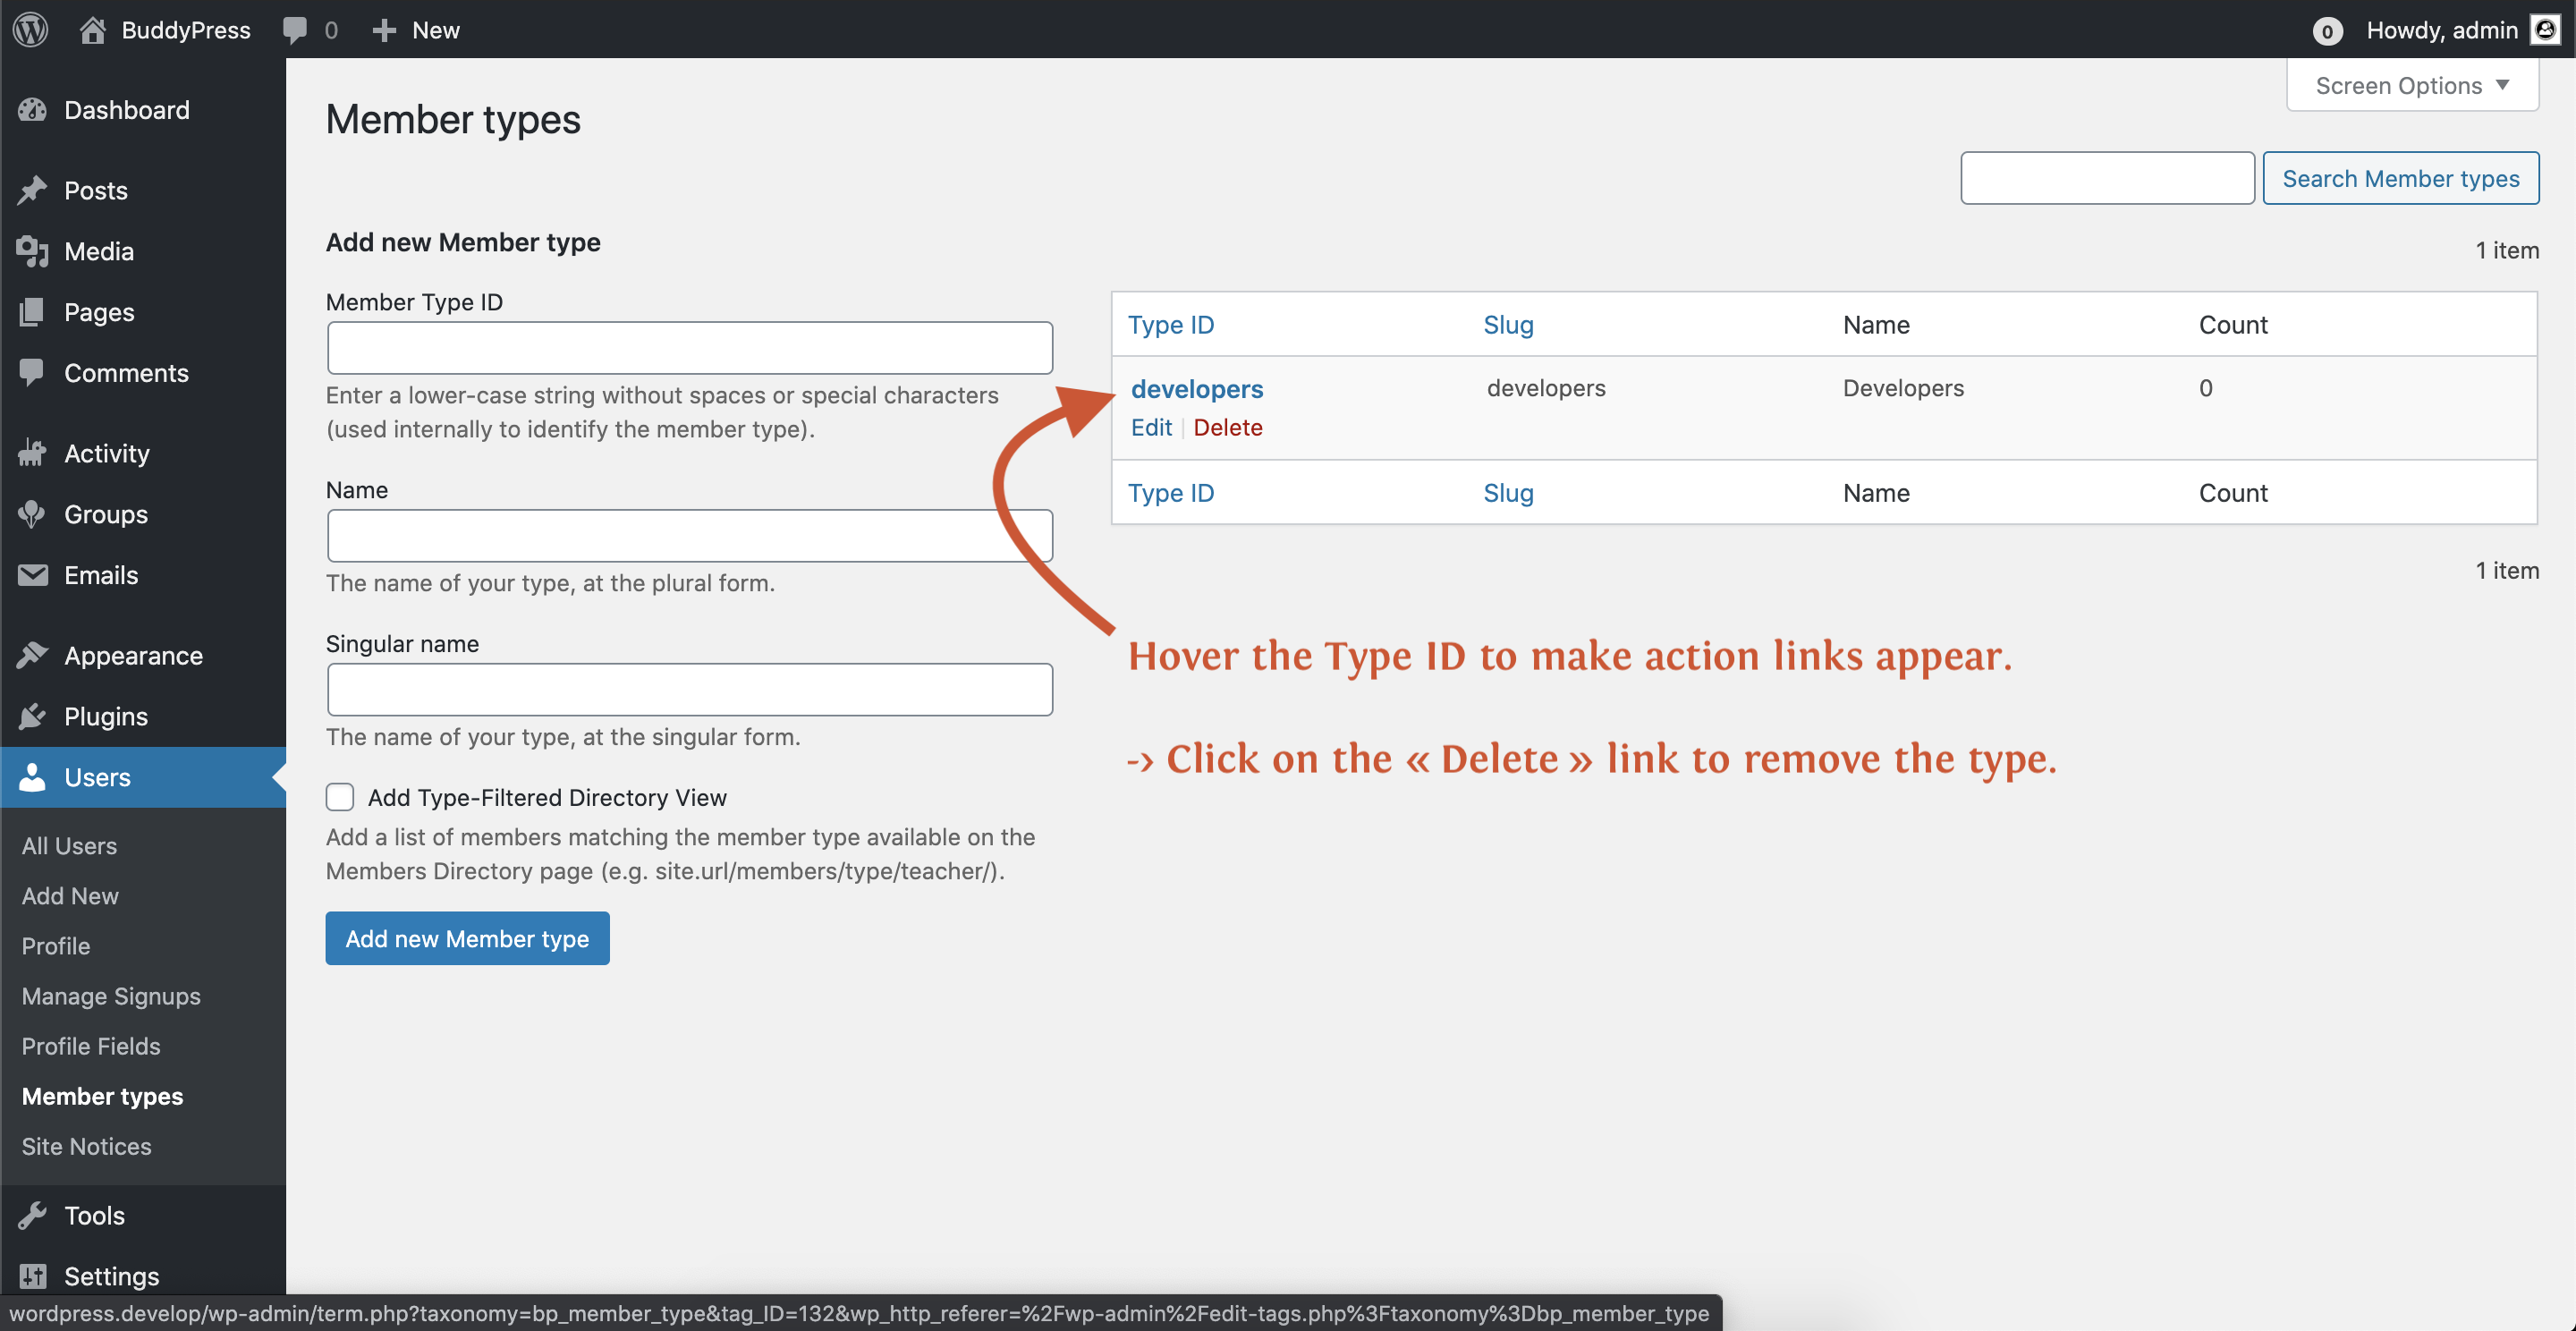 BuddyPress 0 New 0 Howdy, admin
Screen Options ▼
Dashboard
Posts
Media
Pages
Comments
Activity
Groups
Emails
Appearance
Plugins
Users
All Users
Add New
Profile
Manage Signups
Profile Fields
Member types
Site Notices
Tools
Settings
Member types
Search Member types
Add new Member type
Member Type ID
Enter a lower-case string without spaces or special characters
(used internally to identify the member type).
Name
The name of your type, at the plural form.
Singular name
The name of your type, at the singular form.
Add Type-Filtered Directory View
Add a list of members matching the member type available on the
Members Directory page (e.g. site.url/members/type/teacher/).
Add new Member type
1 item
Type ID Slug Name Count
developers developers Developers 0
Edit | Delete
Type ID Slug Name Count
1 item
Hover the Type ID to make action links appear.
-> Click on the « Delete » link to remove the type.
wordpress.develop/wp-admin/term.php?taxonomy=bp_member_type&tag_ID=132&wp_http_referer=%2Fwp-admin%2Fedit-tags.php%3Ftaxonomy%3Dbp_member_type